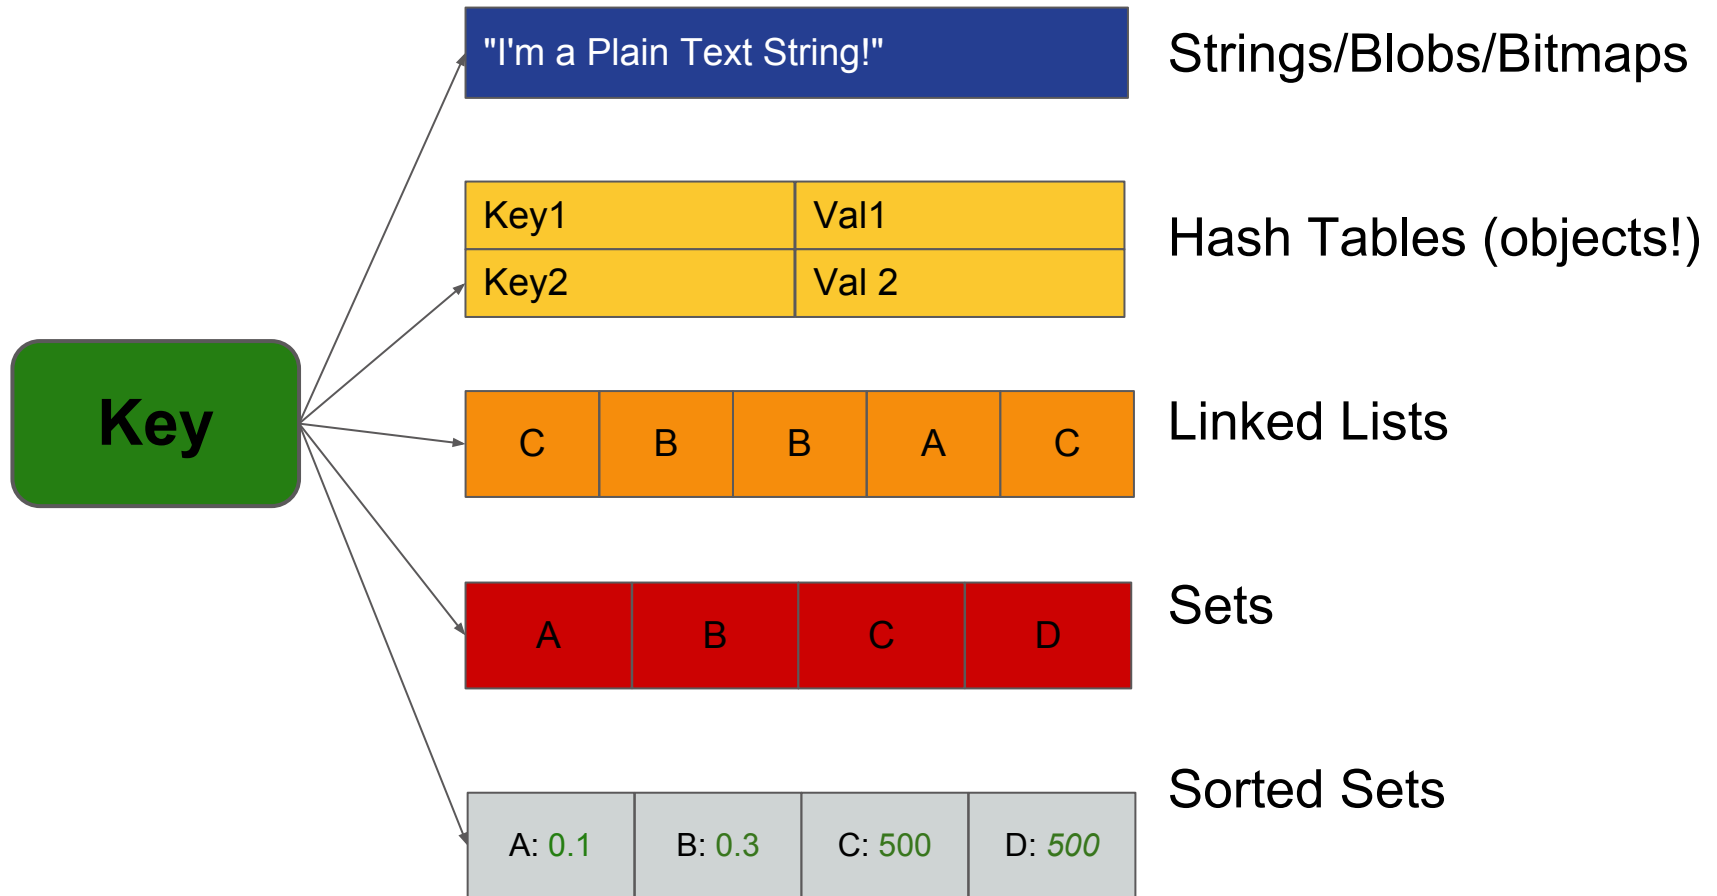 "I'm a Plain Text String!"
Strings/Blobs/Bitmaps
Key1 Val1
Key2 Val 2
Hash Tables (objects!)
Key
C B B A C
Linked Lists
A B C D
Sets
A: 0.1 B: 0.3 C: 500 D: 500
Sorted Sets